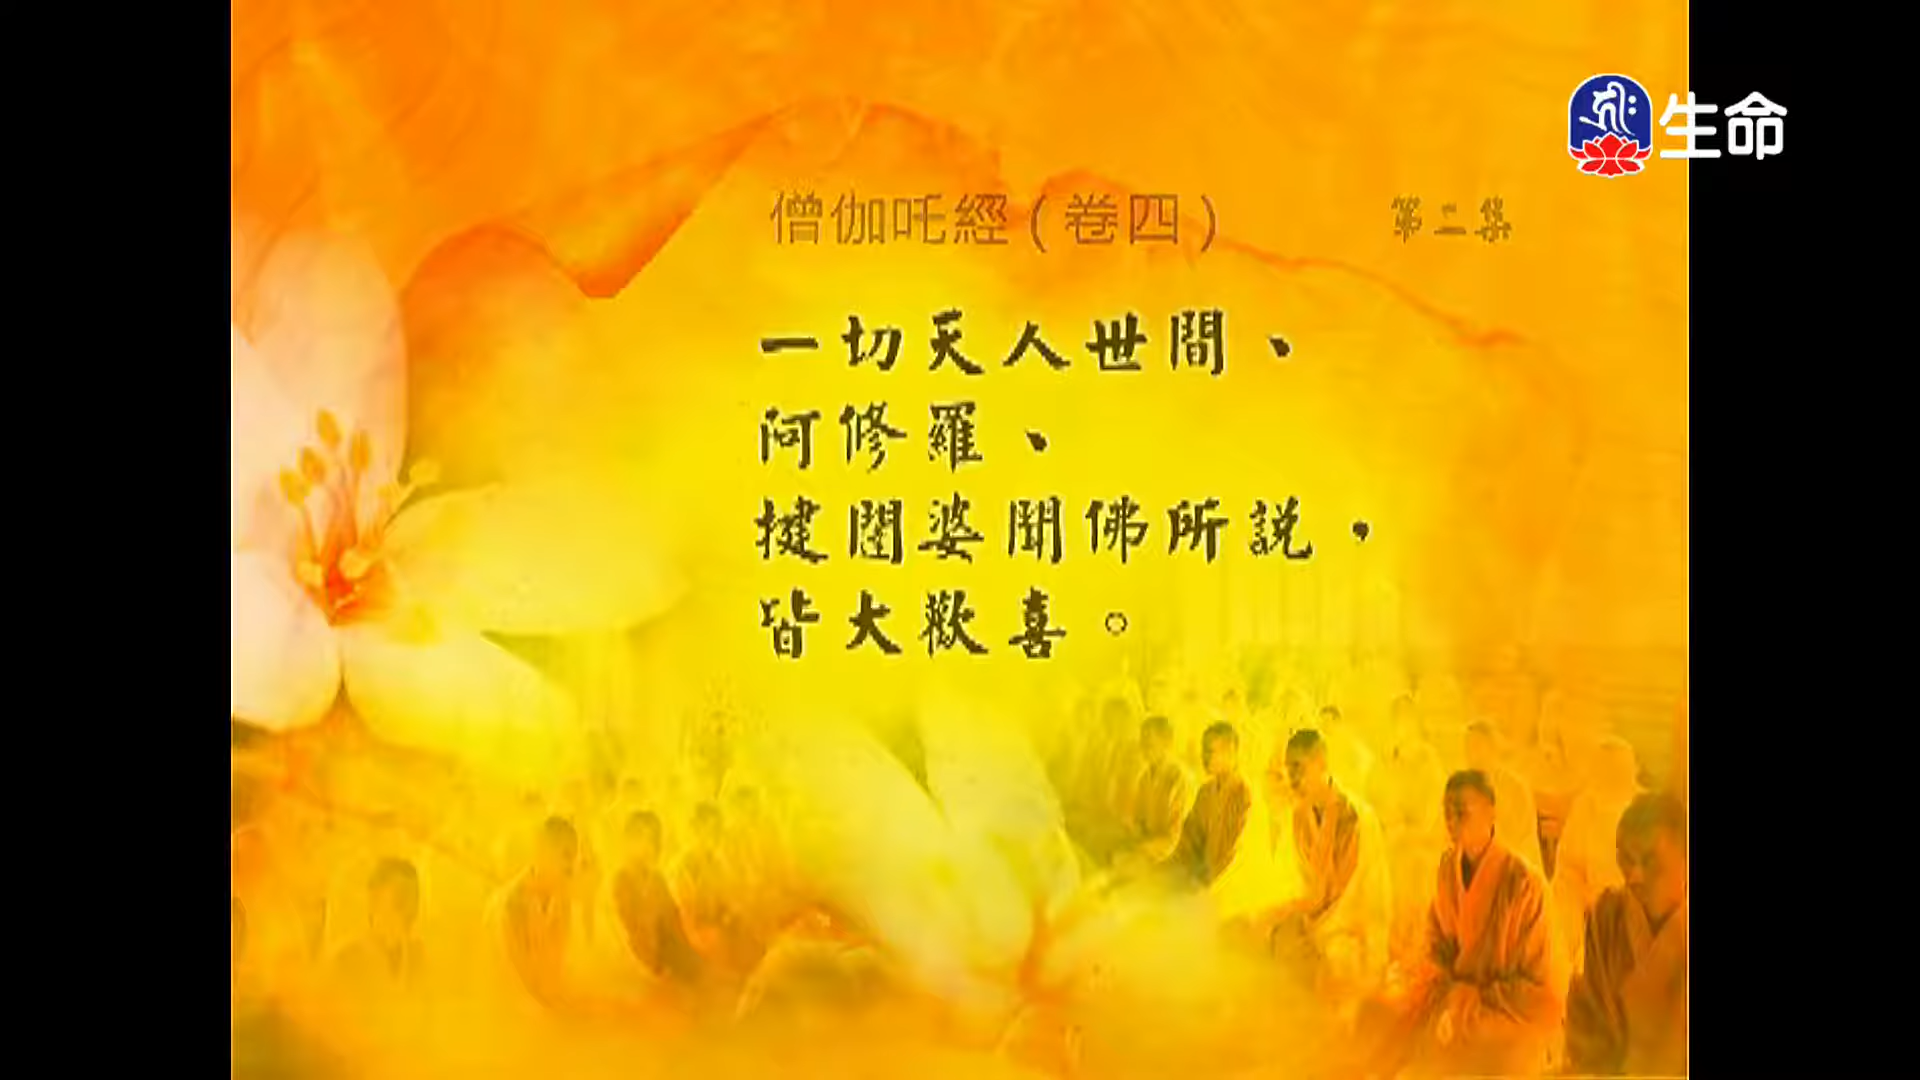 生命
僧伽吒經（卷四） 第二集
一切天人世間、
阿修羅、
揵闥婆聞佛所說，
皆大歡喜。